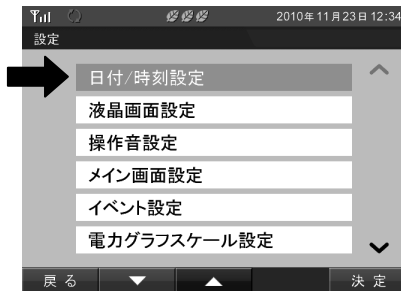 2010年11月23日 12:34
設定
日付/時刻設定
液晶画面設定
操作音設定
メイン画面設定
イベント設定
電力グラフスケール設定
戻る
決定